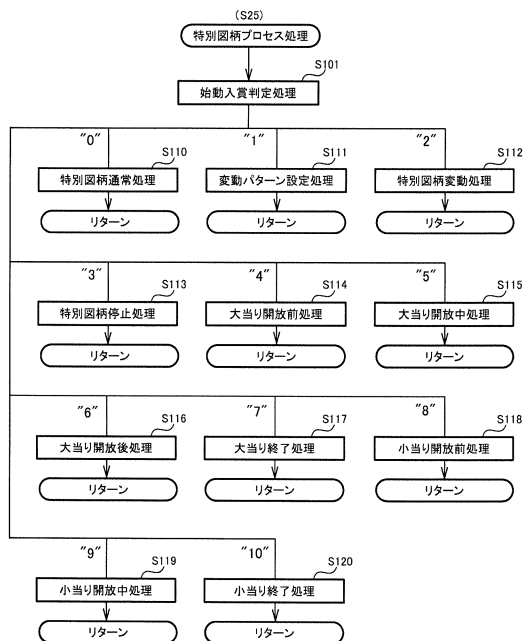 (S25)
特別図柄プロセス処理
S101
始動入賞判定処理
"0"
"1"
"2"
S110
S111
S112
特別図柄通常処理
変動パターン設定処理
特別図柄変動処理
リターン
リターン
リターン
"3"
"4"
"5"
S113
S114
S115
特別図柄停止処理
大当り開放前処理
大当り開放中処理
リターン
リターン
リターン
"6"
"7"
"8"
S116
S117
S118
大当り開放後処理
大当り終了処理
小当り開放前処理
リターン
リターン
リターン
"9"
"10"
S119
S120
小当り開放中処理
小当り終了処理
リターン
リターン